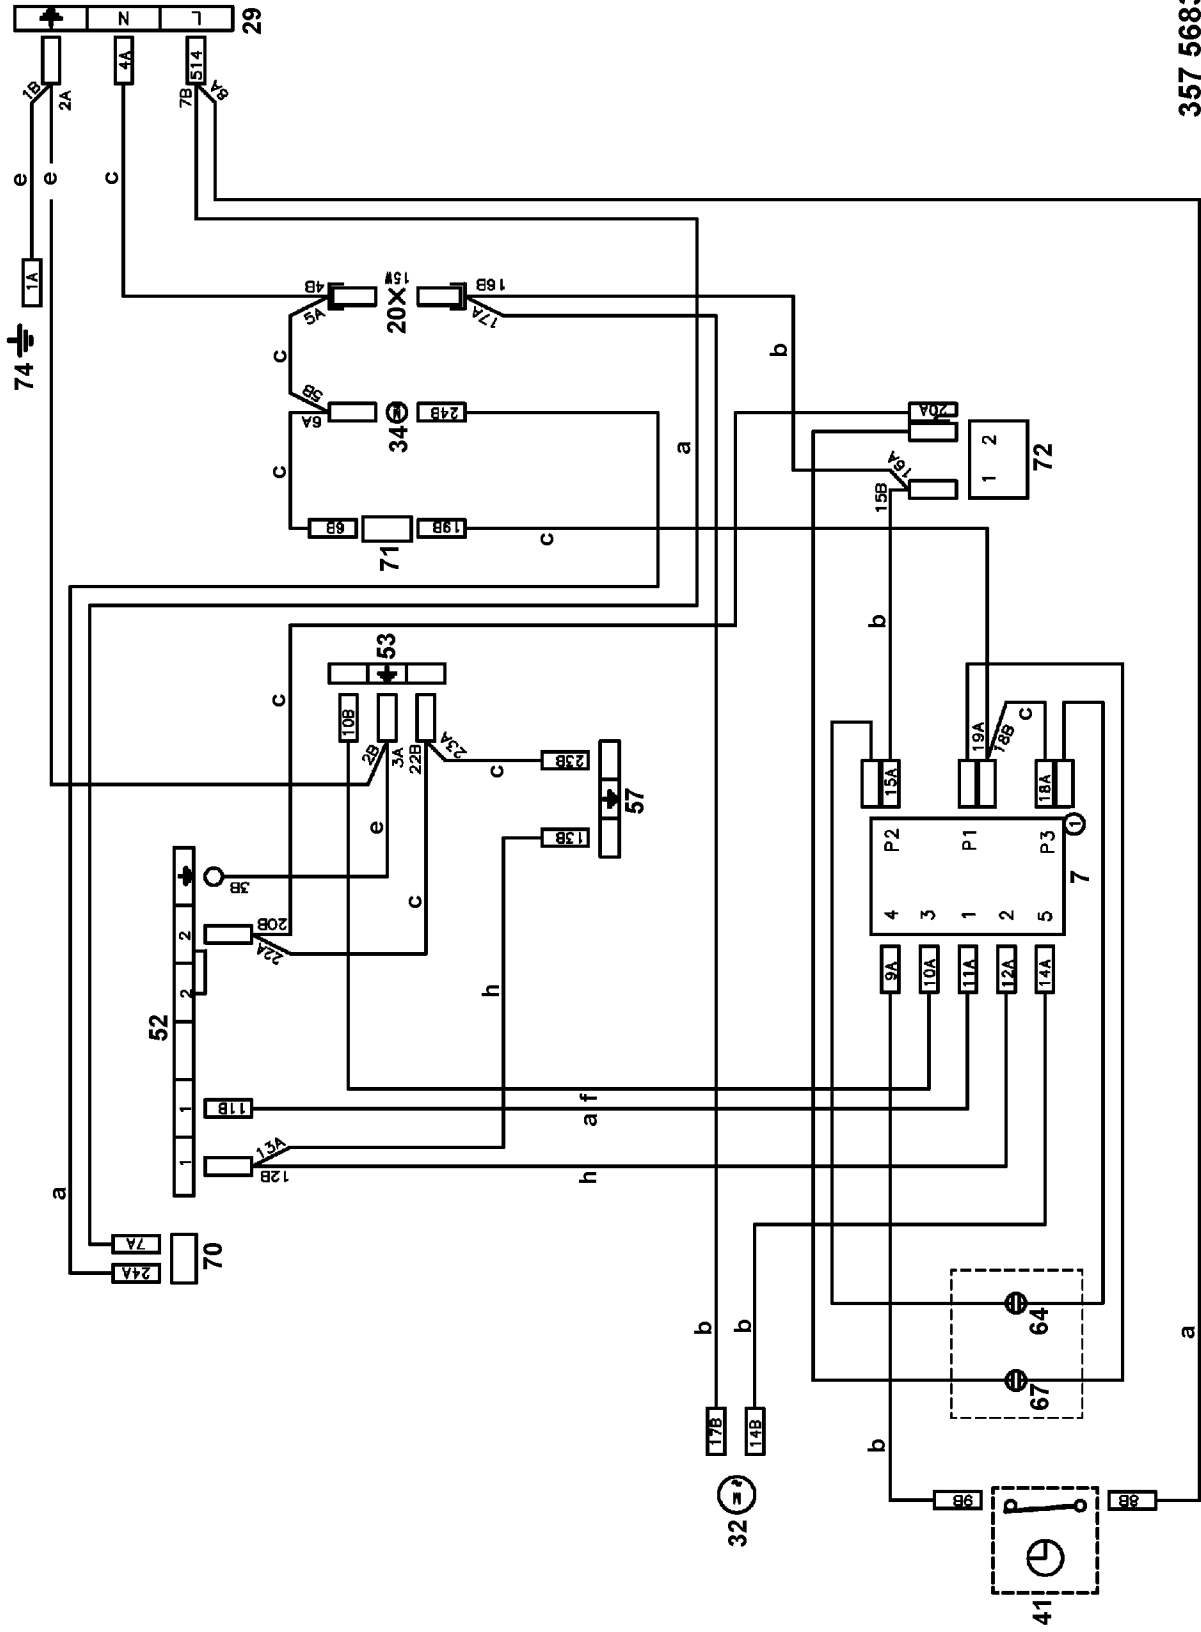 N
L
29
4A
514
1B
2A
7B
8A
e
e
c
357 568
74
1A
4B
5A
20X
15W
16B
17A
c
b
5B
6A
34
M
24B
c
a
20A
16A
15B
1 2
72
6B
71
19B
c
b
53
c
10B
2B
3A
22B
23A
c
23B
57
13B
e
c
3B
20B
22A
2
2
52
1
1
11B
13A
12B
h
a f
h
19A
18B
c
15A
18A
P2
P1
P3
1
7
4
3
1
2
5
9A
10A
11A
12A
14A
a
7A
24A
70
b
b
64
67
a
17B
14B
b
M
~
32
9B
8B
41